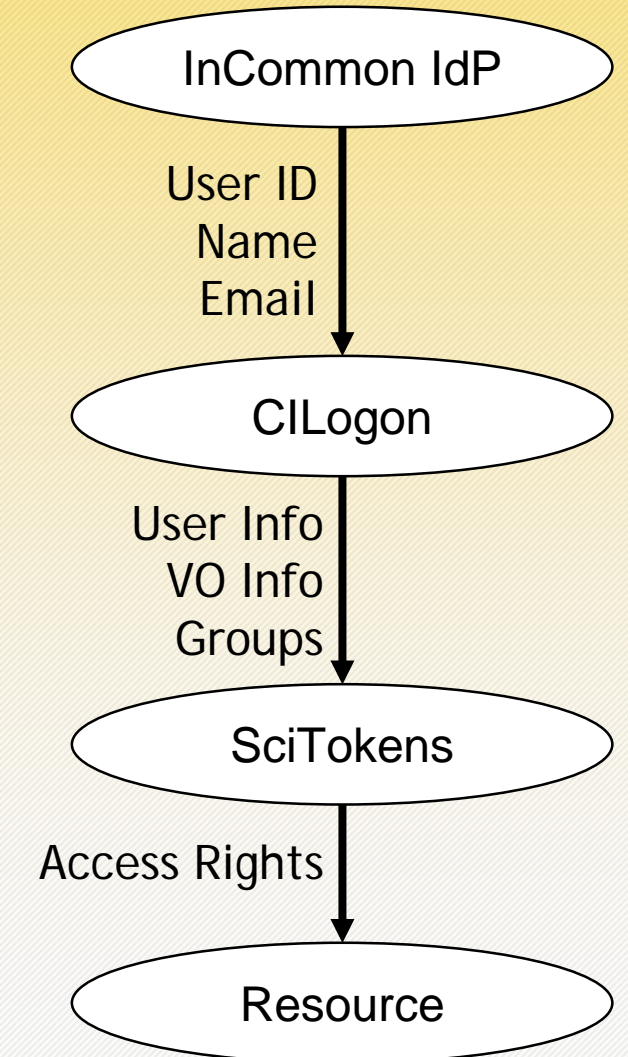 InCommon IdP
User ID
Name
Email
CILogon
User Info
VO Info
Groups
SciTokens
Access Rights
Resource